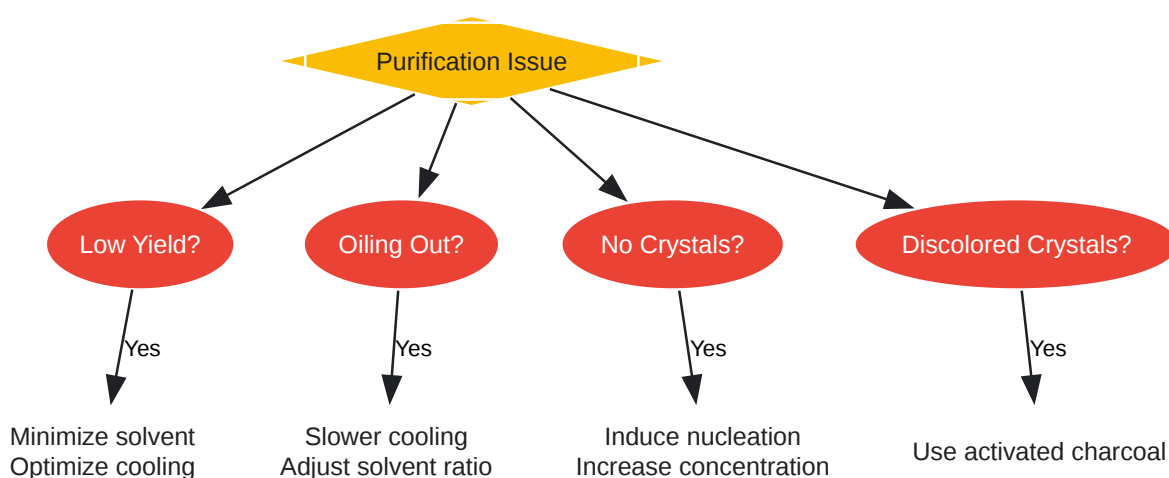 Purification Issue
Low Yield?
Oiling Out?
No Crystals?
Discolored Crystals?
Yes
Yes
Yes
Yes
Minimize solvent
Optimize cooling
Slower cooling
Adjust solvent ratio
Induce nucleation
Increase concentration
Use activated charcoal